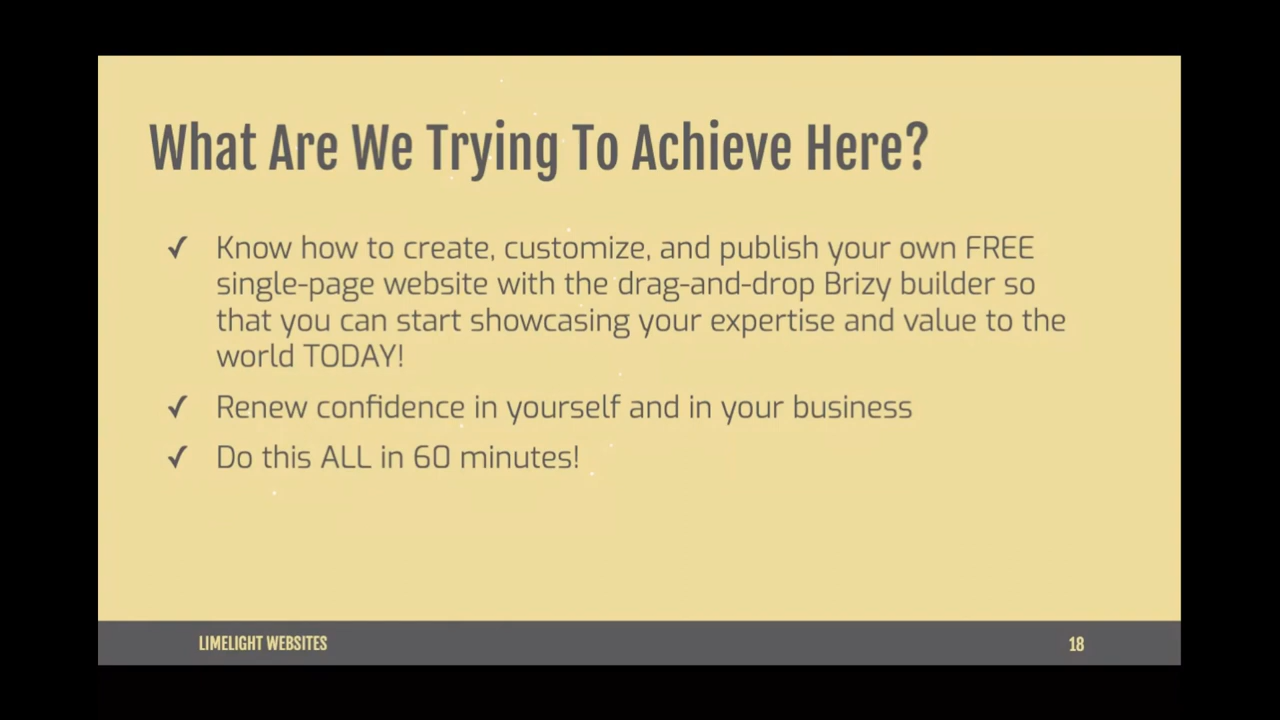 What Are We Trying To Achieve Here?
✓ Know how to create, customize, and publish your own FREE
single-page website with the drag-and-drop Brizy builder so
that you can start showcasing your expertise and value to the
world TODAY!
✓ Renew confidence in yourself and in your business
✓ Do this ALL in 60 minutes!
LIMELIGHT WEBSITES
18